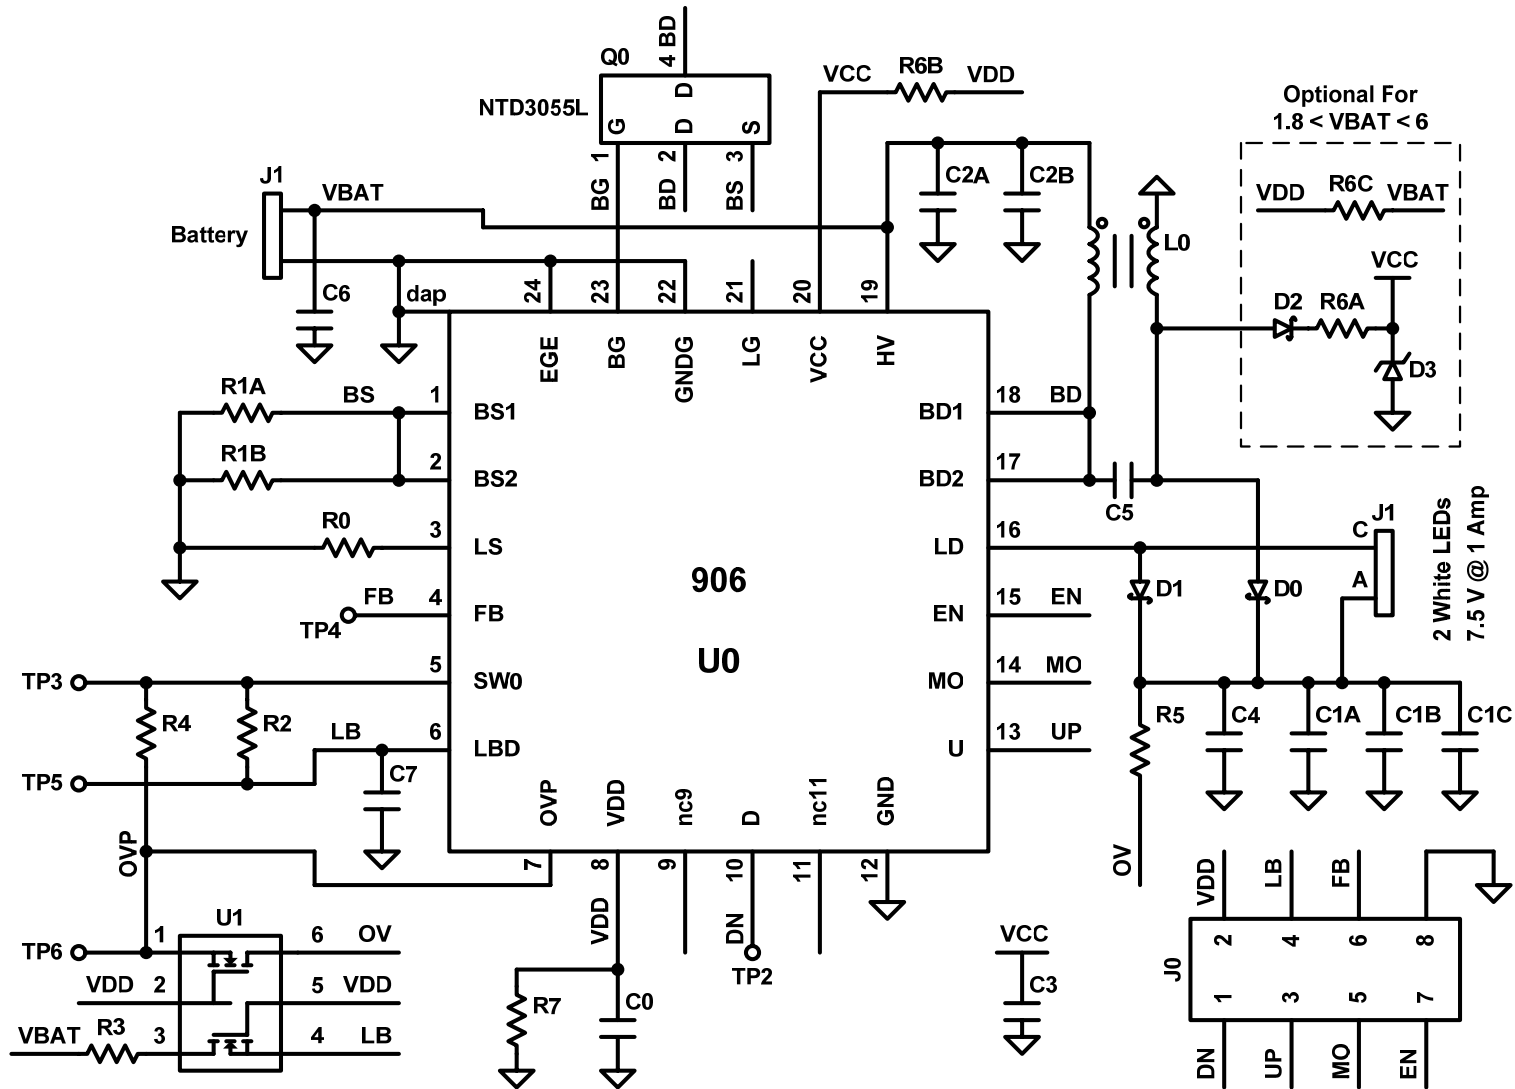 4 BD
Q0
NTD3055L
D
G
D
S
1
2
3
BG
BD
BS
VCC
R6B
VDD
Optional For
1.8 < VBAT < 6
VDD
R6C
VBAT
VCC
D2
R6A
D3
J1
VBAT
Battery
C6
dap
C2A
C2B
L0
24
23
22
21
20
19
EGE
BG
GNDG
LG
VCC
HV
R1A
BS
1
BS1
R1B
2
BS2
R0
3
LS
FB
4
FB
TP4
TP3
5
SW0
R4
R2
LB
6
LBD
TP5
C7
906
U0
BD1
18
BD
BD2
17
C5
LD
16
EN
15
EN
MO
14
MO
U
13
UP
C
J1
A
2 White LEDs
7.5 V @ 1 Amp
D1
D0
R5
C4
C1A
C1B
C1C
OV
OVP
VDD
nc9
D
nc11
GND
7
8
9
10
11
12
OVP
VDD
DN
TP2
R7
C0
VCC
C3
TP6
U1
1
6
OV
VDD
2
5
VDD
VBAT
R3
3
4
LB
VDD
LB
FB
J0
2
4
6
8
1
3
5
7
DN
UP
MO
EN